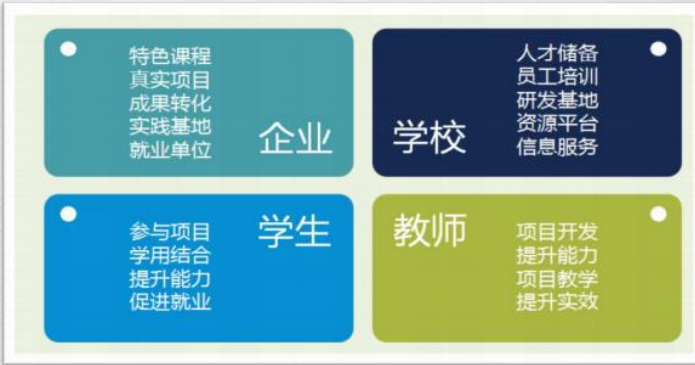 特色课程
真实项目
成果转化
实践基地
就业单位
企业
学校
人才储备
员工培训
研发基地
资源平台
信息服务
参与项目
学用结合
提升能力
促进就业
学生
教师
项目开发
提升能力
项目教学
提升实效